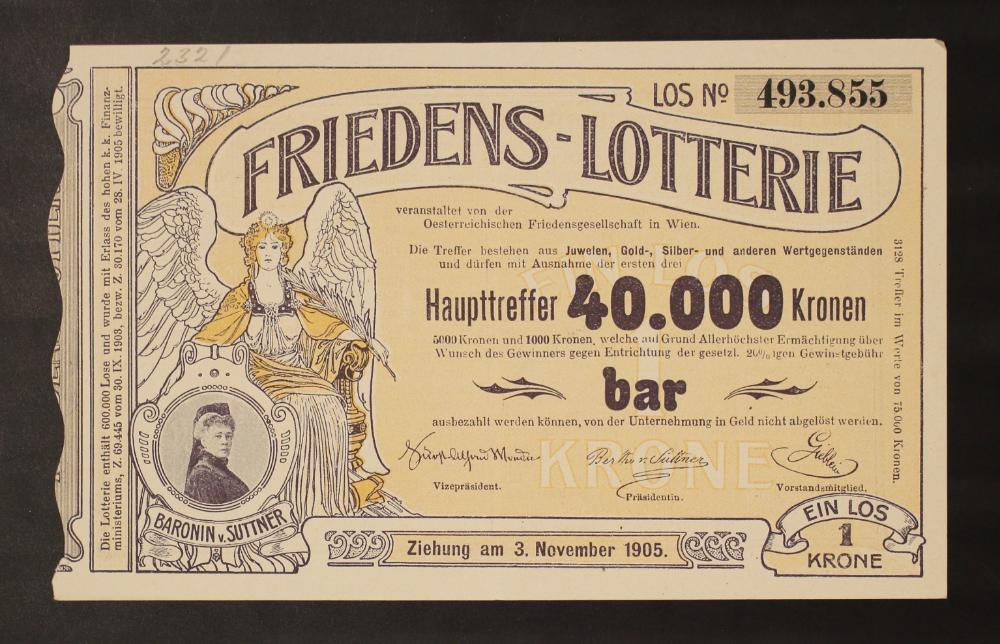 2321
LOS Nº 493.855
FRIEDENS-LOTTERIE
veranstaltet von der
Oesterreichischen Friedensgesellschaft in Wien.
Die Treffer bestehen aus Juwelen, Gold-, Silber- und anderen Wertgegenständen
und dürfen mit Ausnahme der ersten drei
EIN LOS
Haupttreffer 40.000 Kronen
5000 Kronen und 1000 Kronen, welche auf Grund Allerhöchster Ermächtigung über
Wunsch des Gewinners gegen Entrichtung der gesetzl. 20%igen Gewinstgebühr
1
bar
ausbezahlt werden können, von der Unternehmung in Geld nicht abgelöst werden.
KRONE
Bertha v. Suttner
Vizepräsident.
Präsidentin.
Vorstandsmitglied.
BARONIN v. SUTTNER
Ziehung am 3. November 1905.
EIN LOS
1
KRONE
Die Lotterie enthält 600.000 Lose und wurde mit Erlass des hohen k. k. Finanz-
ministeriums, Z. 69.445 vom 30. IX. 1903, bezw. Z. 30.170 vom 28. IV. 1905 bewilligt.
3128 Treffer im Werte von 75.000 Kronen.